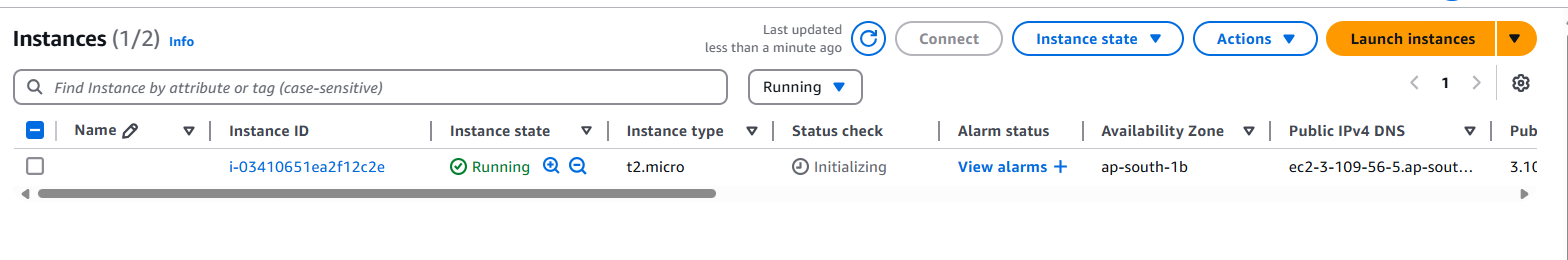 Instances (1/2) Info
Last updated
less than a minute ago
Connect
Instance state
Actions
Launch instances
Find Instance by attribute or tag (case-sensitive)
Running
1
Name Instance ID Instance state Instance type Status check Alarm status Availability Zone Public IPv4 DNS Pub
i-03410651ea2f12c2e Running t2.micro Initializing View alarms + ap-south-1b ec2-3-109-56-5.ap-sout... 3.10